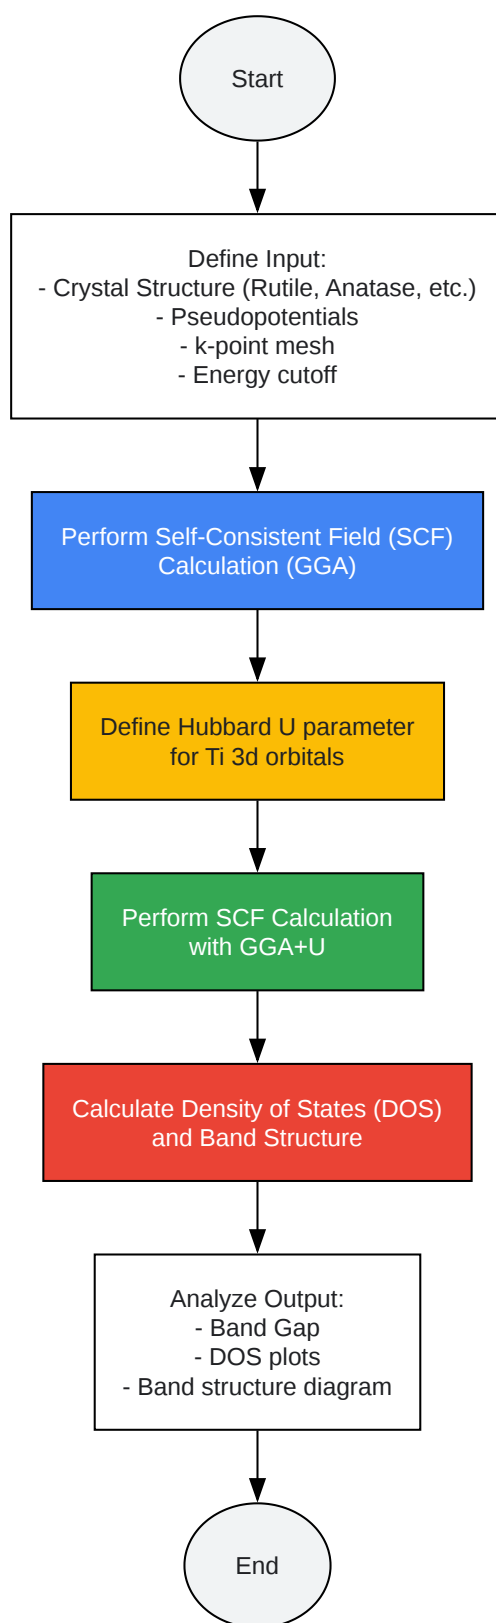 Start
Define Input:
- Crystal Structure (Rutile, Anatase, etc.)
- Pseudopotentials
- k-point mesh
- Energy cutoff
Perform Self-Consistent Field (SCF)
Calculation (GGA)
Define Hubbard U parameter
for Ti 3d orbitals
Perform SCF Calculation
with GGA+U
Calculate Density of States (DOS)
and Band Structure
Analyze Output:
- Band Gap
- DOS plots
- Band structure diagram
End